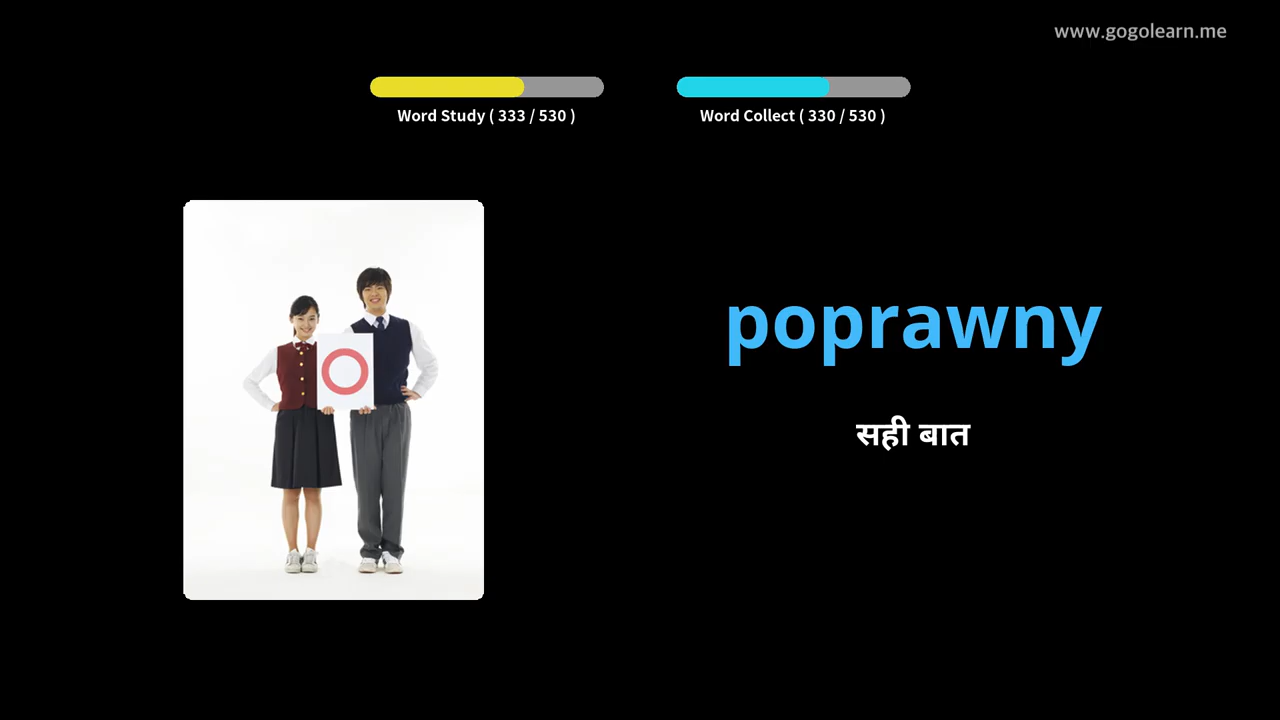 www.gogolearn.me
Word Study ( 333 / 530 )
Word Collect ( 330 / 530 )
poprawny
सही बात